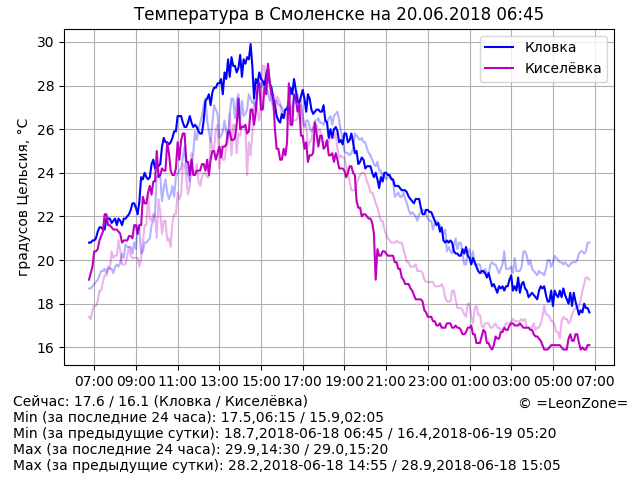 Температура в Смоленске на 20.06.2018 06:45
30
28
26
24
22
20
18
16
градусов Цельсия, °C
Кловка
Киселёвка
07:00 09:00 11:00 13:00 15:00 17:00 19:00 21:00 23:00 01:00 03:00 05:00 07:00
Сейчас: 17.6 / 16.1 (Кловка / Киселёвка)
© =LeonZone=
Min (за последние 24 часа): 17.5,06:15 / 15.9,02:05
Min (за предыдущие сутки): 18.7,2018-06-18 06:45 / 16.4,2018-06-19 05:20
Max (за последние 24 часа): 29.9,14:30 / 29.0,15:20
Max (за предыдущие сутки): 28.2,2018-06-18 14:55 / 28.9,2018-06-18 15:05